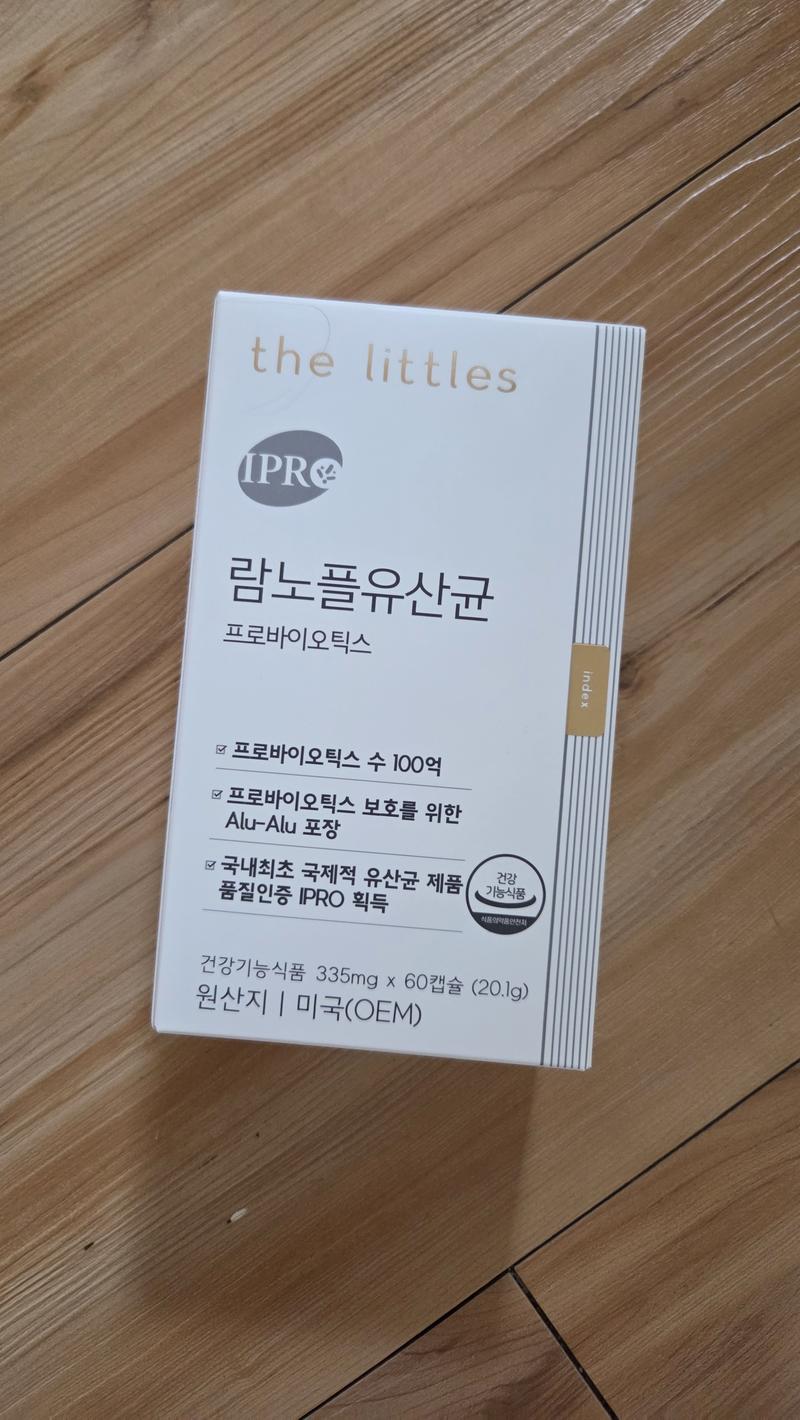 the littles
IPRO
람노플유산균
프로바이오틱스
index
프로바이오틱스 수 100억
프로바이오틱스 보호를 위한
Alu-Alu 포장
국내최초 국제적 유산균 제품
품질인증 IPRO 획득
건강
기능식품
식품의약품안전처
건강기능식품 335mg x 60캡슐 (20.1g)
원산지 | 미국(OEM)